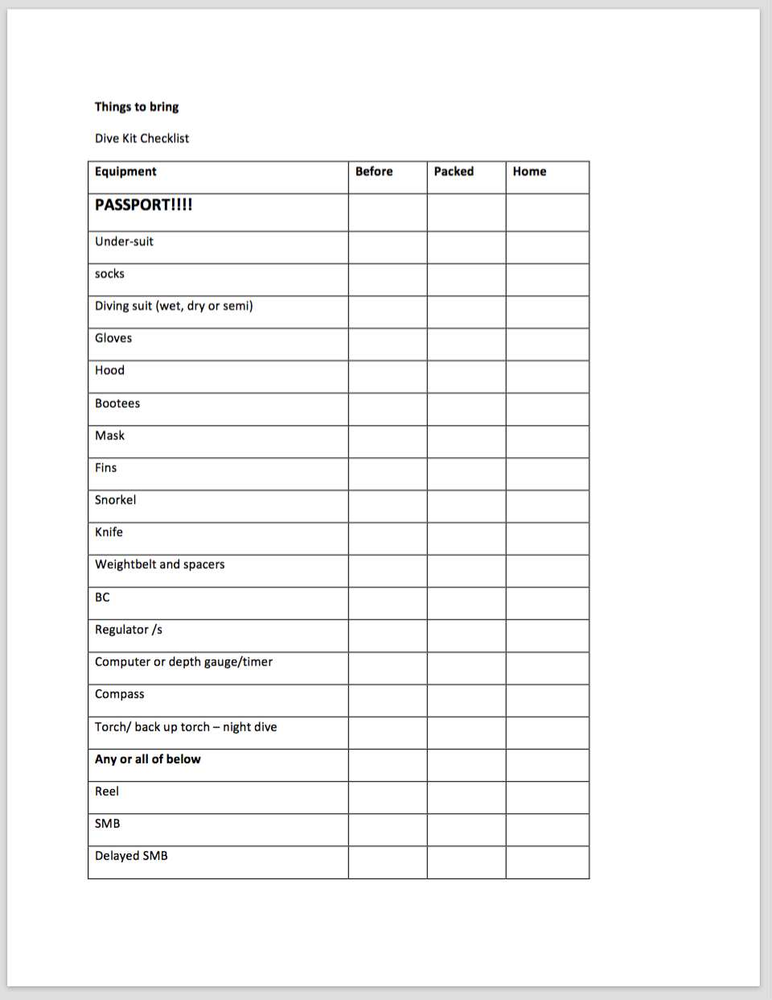 Things to bring
Dive Kit Checklist
Equipment Before Packed Home
PASSPORT!!!!
Under-suit
socks
Diving suit (wet, dry or semi)
Gloves
Hood
Bootees
Mask
Fins
Snorkel
Knife
Weightbelt and spacers
BC
Regulator /s
Computer or depth gauge/timer
Compass
Torch/ back up torch – night dive
Any or all of below
Reel
SMB
Delayed SMB